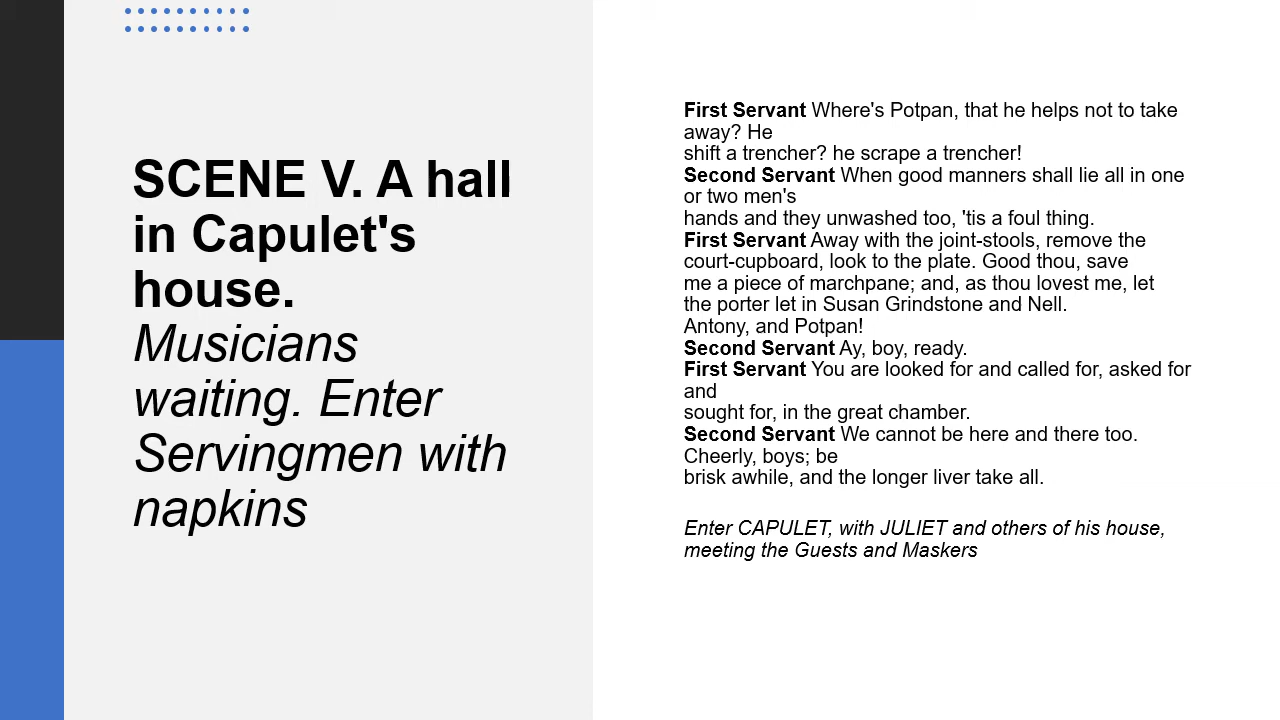 SCENE V. A hall
in Capulet's
house.
Musicians
waiting. Enter
Servingmen with
napkins
First Servant Where's Potpan, that he helps not to take
away? He
shift a trencher? he scrape a trencher!
Second Servant When good manners shall lie all in one
or two men's
hands and they unwashed too, 'tis a foul thing.
First Servant Away with the joint-stools, remove the
court-cupboard, look to the plate. Good thou, save
me a piece of marchpane; and, as thou lovest me, let
the porter let in Susan Grindstone and Nell.
Antony, and Potpan!
Second Servant Ay, boy, ready.
First Servant You are looked for and called for, asked for
and
sought for, in the great chamber.
Second Servant We cannot be here and there too.
Cheerly, boys; be
brisk awhile, and the longer liver take all.
Enter CAPULET, with JULIET and others of his house,
meeting the Guests and Maskers